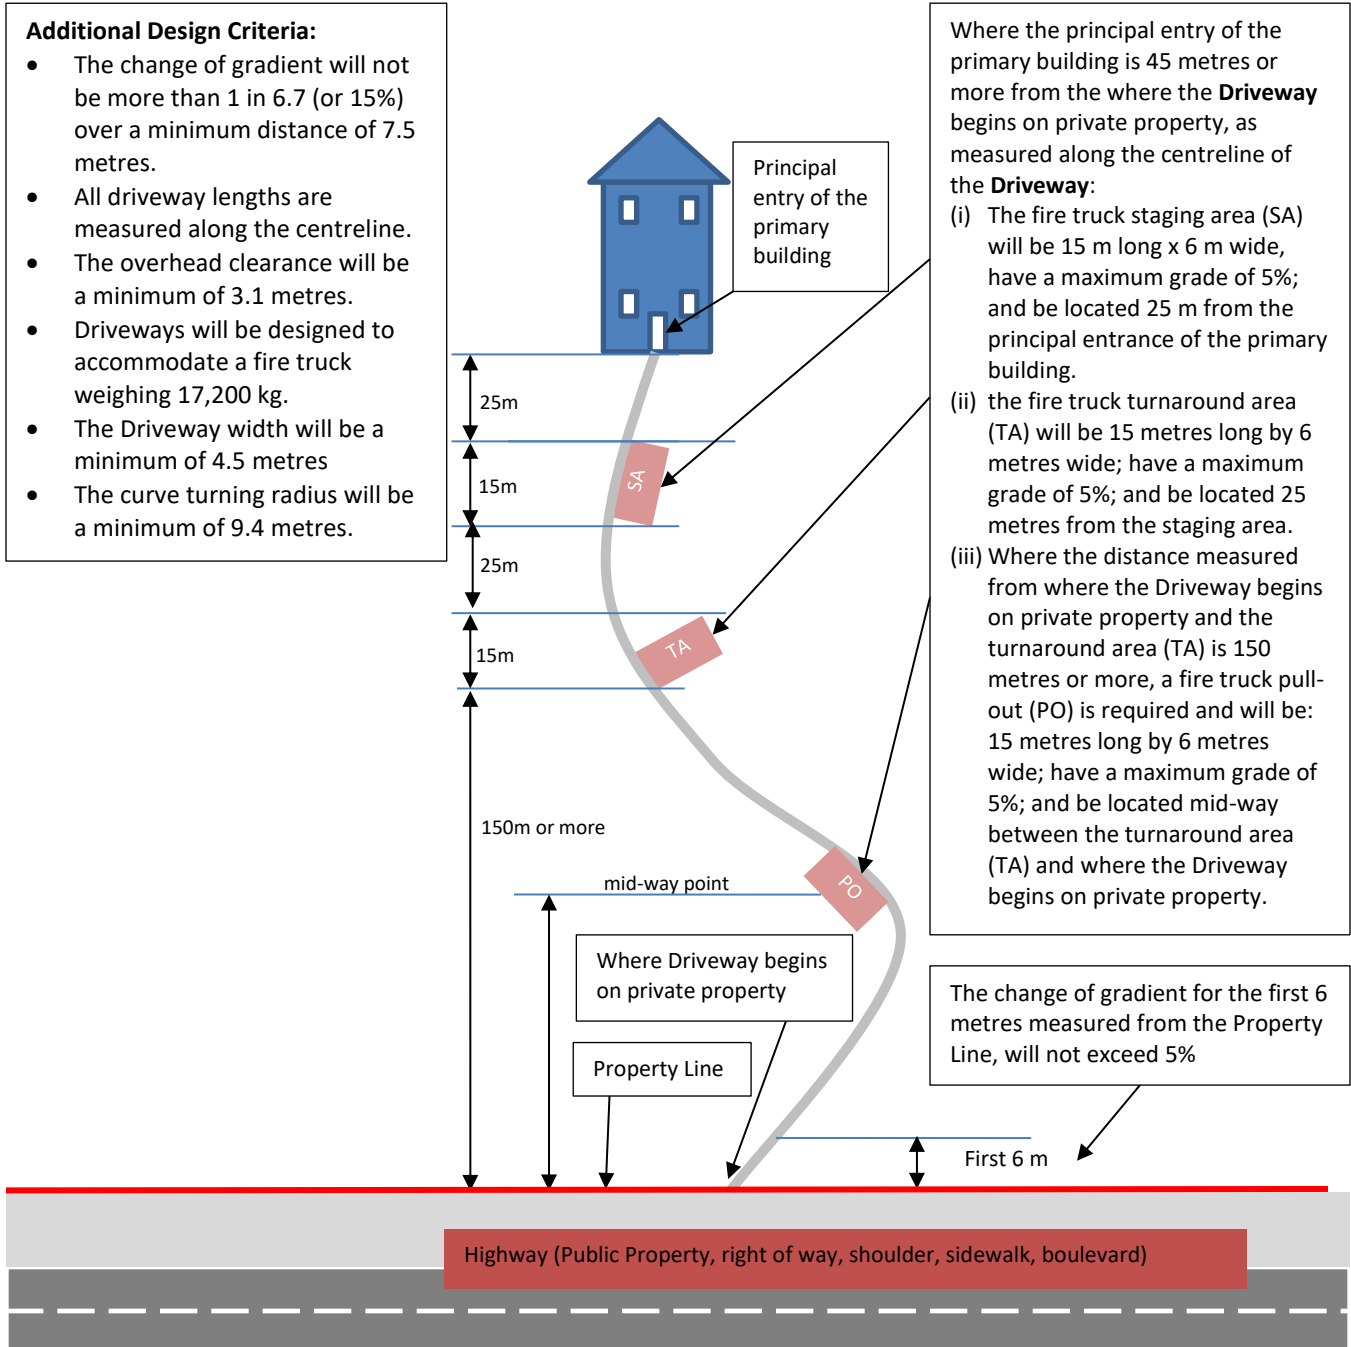 Additional Design Criteria:
• The change of gradient will not
be more than 1 in 6.7 (or 15%)
over a minimum distance of 7.5
metres.
• All driveway lengths are
measured along the centreline.
• The overhead clearance will be
a minimum of 3.1 metres.
• Driveways will be designed to
accommodate a fire truck
weighing 17,200 kg.
• The Driveway width will be a
minimum of 4.5 metres
• The curve turning radius will be
a minimum of 9.4 metres.
Principal
entry of the
primary
building
Where the principal entry of the
primary building is 45 metres or
more from the where the Driveway
begins on private property, as
measured along the centreline of
the Driveway:
(i) The fire truck staging area (SA)
will be 15 m long x 6 m wide,
have a maximum grade of 5%;
and be located 25 m from the
principal entrance of the primary
building.
(ii) the fire truck turnaround area
(TA) will be 15 metres long by 6
metres wide; have a maximum
grade of 5%; and be located 25
metres from the staging area.
(iii) Where the distance measured
from where the Driveway begins
on private property and the
turnaround area (TA) is 150
metres or more, a fire truck pull-
out (PO) is required and will be:
15 metres long by 6 metres
wide; have a maximum grade of
5%; and be located mid-way
between the turnaround area
(TA) and where the Driveway
begins on private property.
25m
15m
SA
25m
15m
TA
150m or more
mid-way point
PO
Where Driveway begins
on private property
Property Line
The change of gradient for the first 6
metres measured from the Property
Line, will not exceed 5%
First 6 m
Highway (Public Property, right of way, shoulder, sidewalk, boulevard)